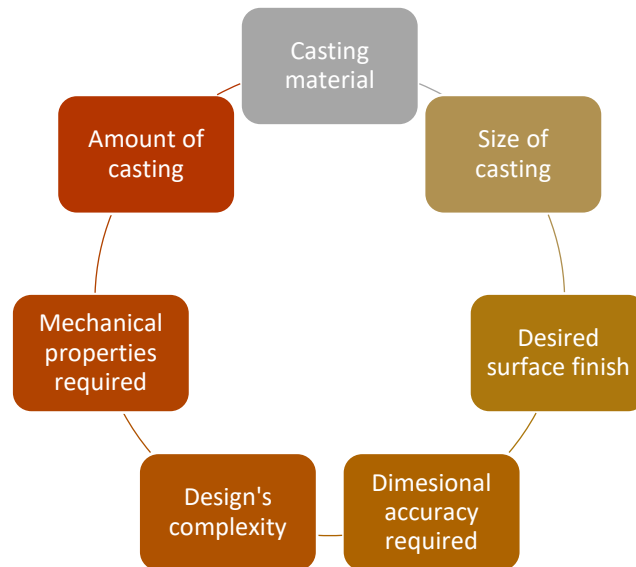 Casting
material
Size of
casting
Desired
surface finish
Dimesional
accuracy
required
Design's
complexity
Mechanical
properties
required
Amount of
casting